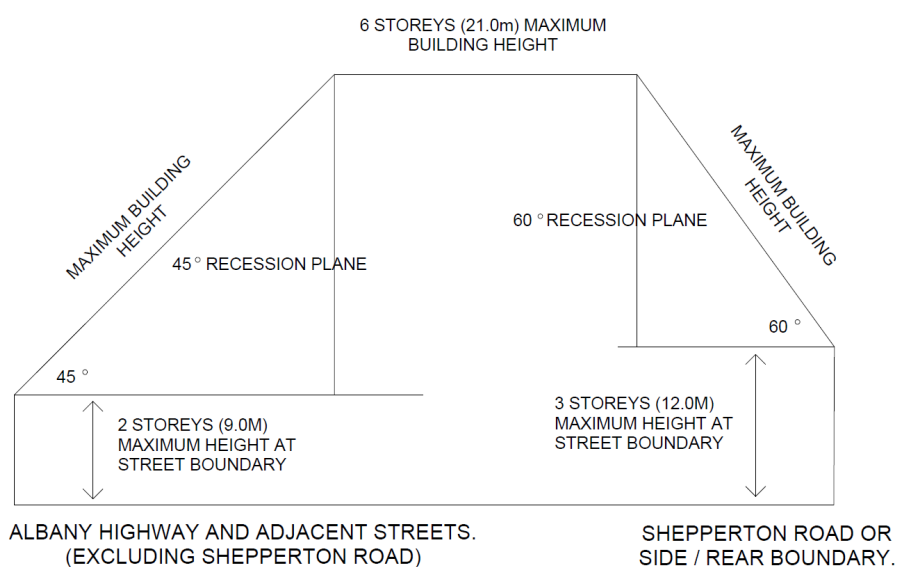 6 STOREYS (21.0m) MAXIMUM
BUILDING HEIGHT
MAXIMUM BUILDING
HEIGHT
MAXIMUM BUILDING
HEIGHT
60 ° RECESSION PLANE
45 ° RECESSION PLANE
60 °
45 °
2 STOREYS (9.0M)
MAXIMUM HEIGHT AT
STREET BOUNDARY
3 STOREYS (12.0M)
MAXIMUM HEIGHT AT
STREET BOUNDARY
ALBANY HIGHWAY AND ADJACENT STREETS.
(EXCLUDING SHEPPERTON ROAD)
SHEPPERTON ROAD OR
SIDE / REAR BOUNDARY.